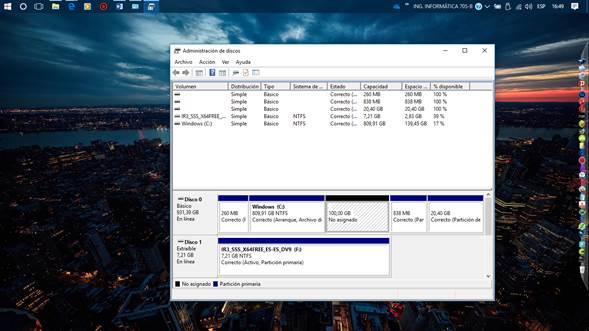 ING. INFORMÁTICA 705-B
ESP
16:49
Administración de discos
Archivo Acción Ver Ayuda
Volumen Distribución Tipo Sistema de ... Estado Capacidad Espacio ... % disponible
Simple Básico Correcto (... 260 MB 260 MB 100 %
Simple Básico Correcto (... 838 MB 838 MB 100 %
Simple Básico Correcto (... 20,40 GB 20,40 GB 100 %
IR3_SSS_X64FREE_... Simple Básico NTFS Correcto (... 7,21 GB 2,83 GB 39 %
Windows (C:) Simple Básico NTFS Correcto (... 809,91 GB 139,45 GB 17 %
Disco 0
Básico
931,39 GB
En línea
260 MB
Correcto (I
Windows (C:)
809,91 GB NTFS
Correcto (Arranque, Archivo d
100,00 GB
No asignado
838 MB
Correcto (Par
20,40 GB
Correcto (Partición de
Disco 1
Extraíble
7,21 GB
En línea
IR3_SSS_X64FREE_ES-ES_DV9 (F:)
7,21 GB NTFS
Correcto (Activo, Partición primaria)
No asignado Partición primaria